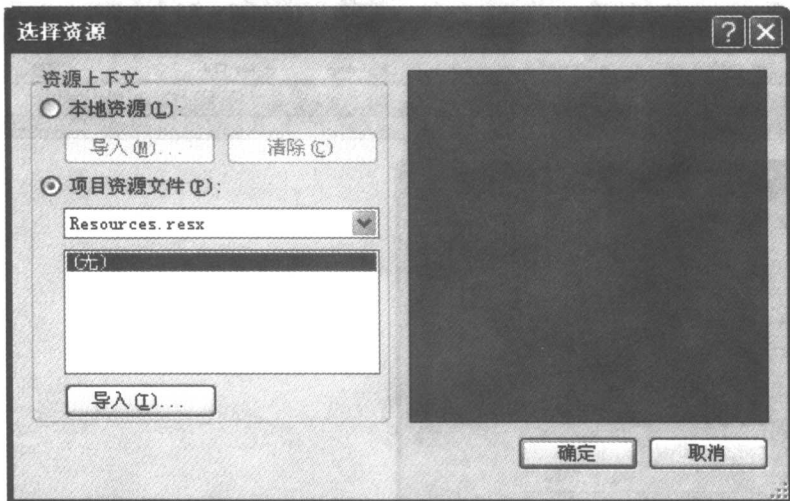 选择资源
资源上下文
本地资源(L):
导入(M)... 清除(C)
项目资源文件(P):
Resources.resx
(无)
导入(I)...
确定 取消